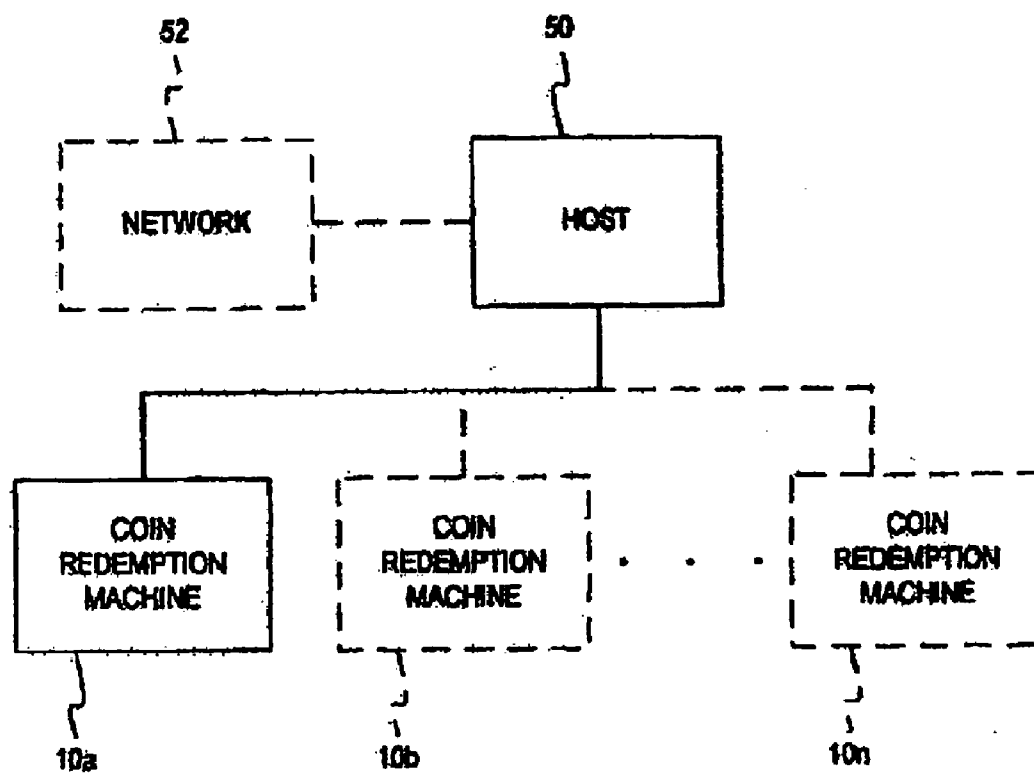 52
50
NETWORK
HOST
COIN
REDEMPTION
MACHINE
COIN
REDEMPTION
MACHINE
COIN
REDEMPTION
MACHINE
10a
10b
10n